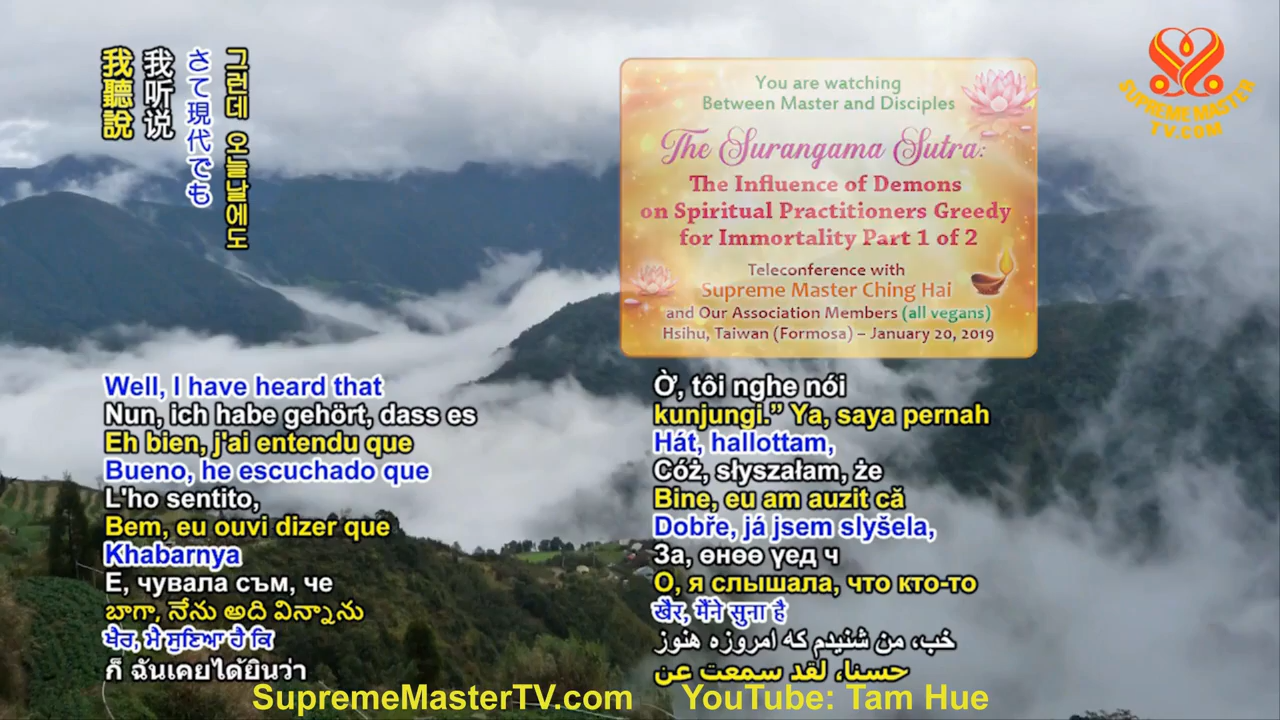 我聽說
我听说
さて現代でも
그런데 오늘날에도
You are watching
Between Master and Disciples
The Surangama Sutra:
The Influence of Demons
on Spiritual Practitioners Greedy
for Immortality Part 1 of 2
Teleconference with
Supreme Master Ching Hai
and Our Association Members (all vegans)
Hsihu, Taiwan (Formosa) – January 20, 2019
SUPREME MASTER
TV.COM
Well, I have heard that
Nun, ich habe gehört, dass es
Eh bien, j'ai entendu que
Bueno, he escuchado que
L'ho sentito,
Bem, eu ouvi dizer que
Khabarnya
Е, чувала съм, че
బాగా, నేను అది విన్నాను
ਖੈਰ, ਮੈਂ ਸੁਣਿਆ ਹੈ ਕਿ
ก็ ฉันเคยได้ยินว่า
Ờ, tôi nghe nói
kunjungi.” Ya, saya pernah
Hát, hallottam,
Cóż, słyszałam, że
Bine, eu am auzit că
Dobře, já jsem slyšela,
За, өнөө үед ч
О, я слышала, что кто-то
खैर, मैंने सुना है
خب، من شنیدم که امروزه هنوز
حسنا، لقد سمعت عن
SupremeMasterTV.com
YouTube: Tam Hue